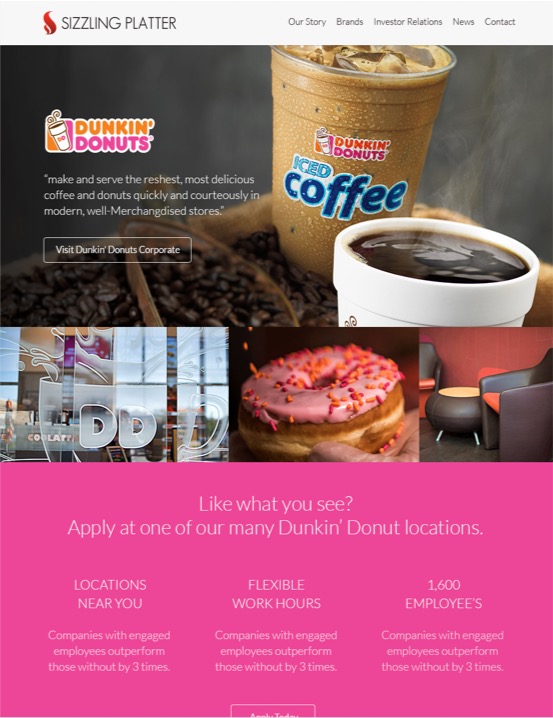 SIZZLING PLATTER
Our Story Brands Investor Relations News Contact
DUNKIN'
DONUTS
"make and serve the reshest, most delicious
coffee and donuts quickly and courteously in
modern, well-Merchangdised stores."
Visit Dunkin' Donuts Corporate
DUNKIN'
DONUTS
ICED
coffee
COOLATTA
DD
D
Like what you see?
Apply at one of our many Dunkin' Donut locations.
LOCATIONS
NEAR YOU
Companies with engaged
employees outperform
those without by 3 times.
FLEXIBLE
WORK HOURS
Companies with engaged
employees outperform
those without by 3 times.
1,600
EMPLOYEE'S
Companies with engaged
employees outperform
those without by 3 times.
Apply Today